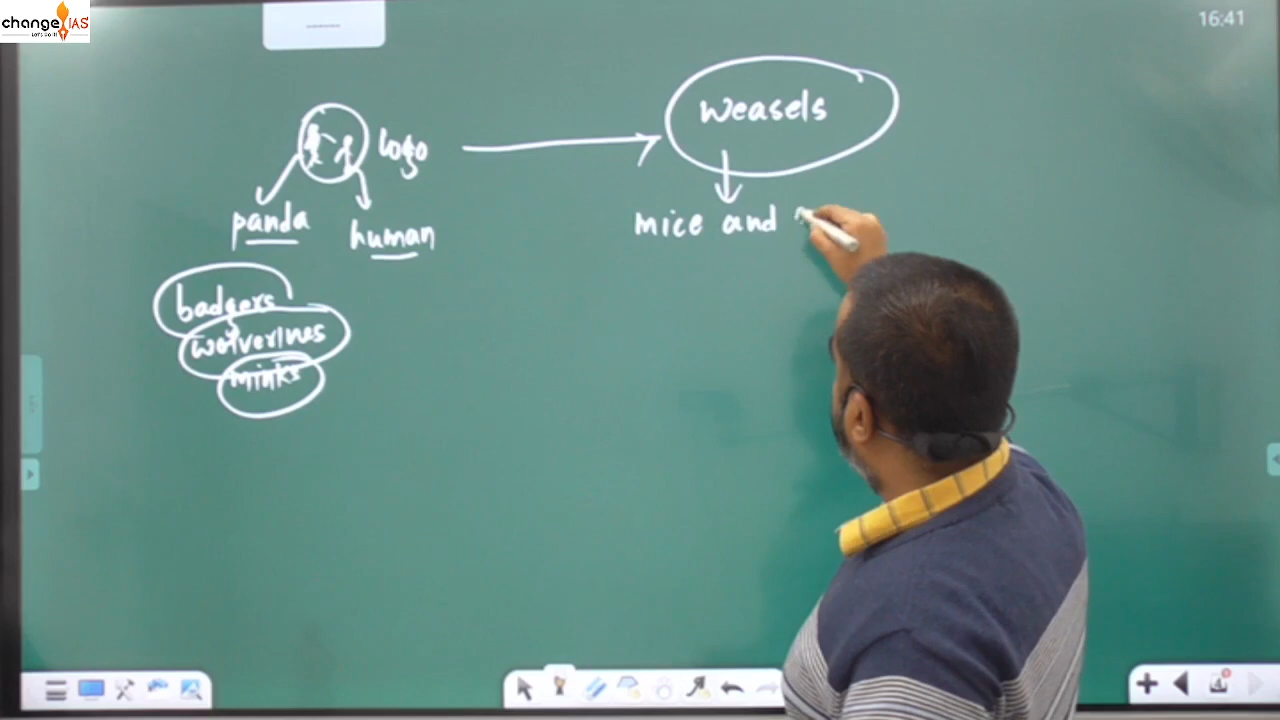 changeIAS
16:41
weasels
logo
panda
human
mice and
badgers
wolverines
minks